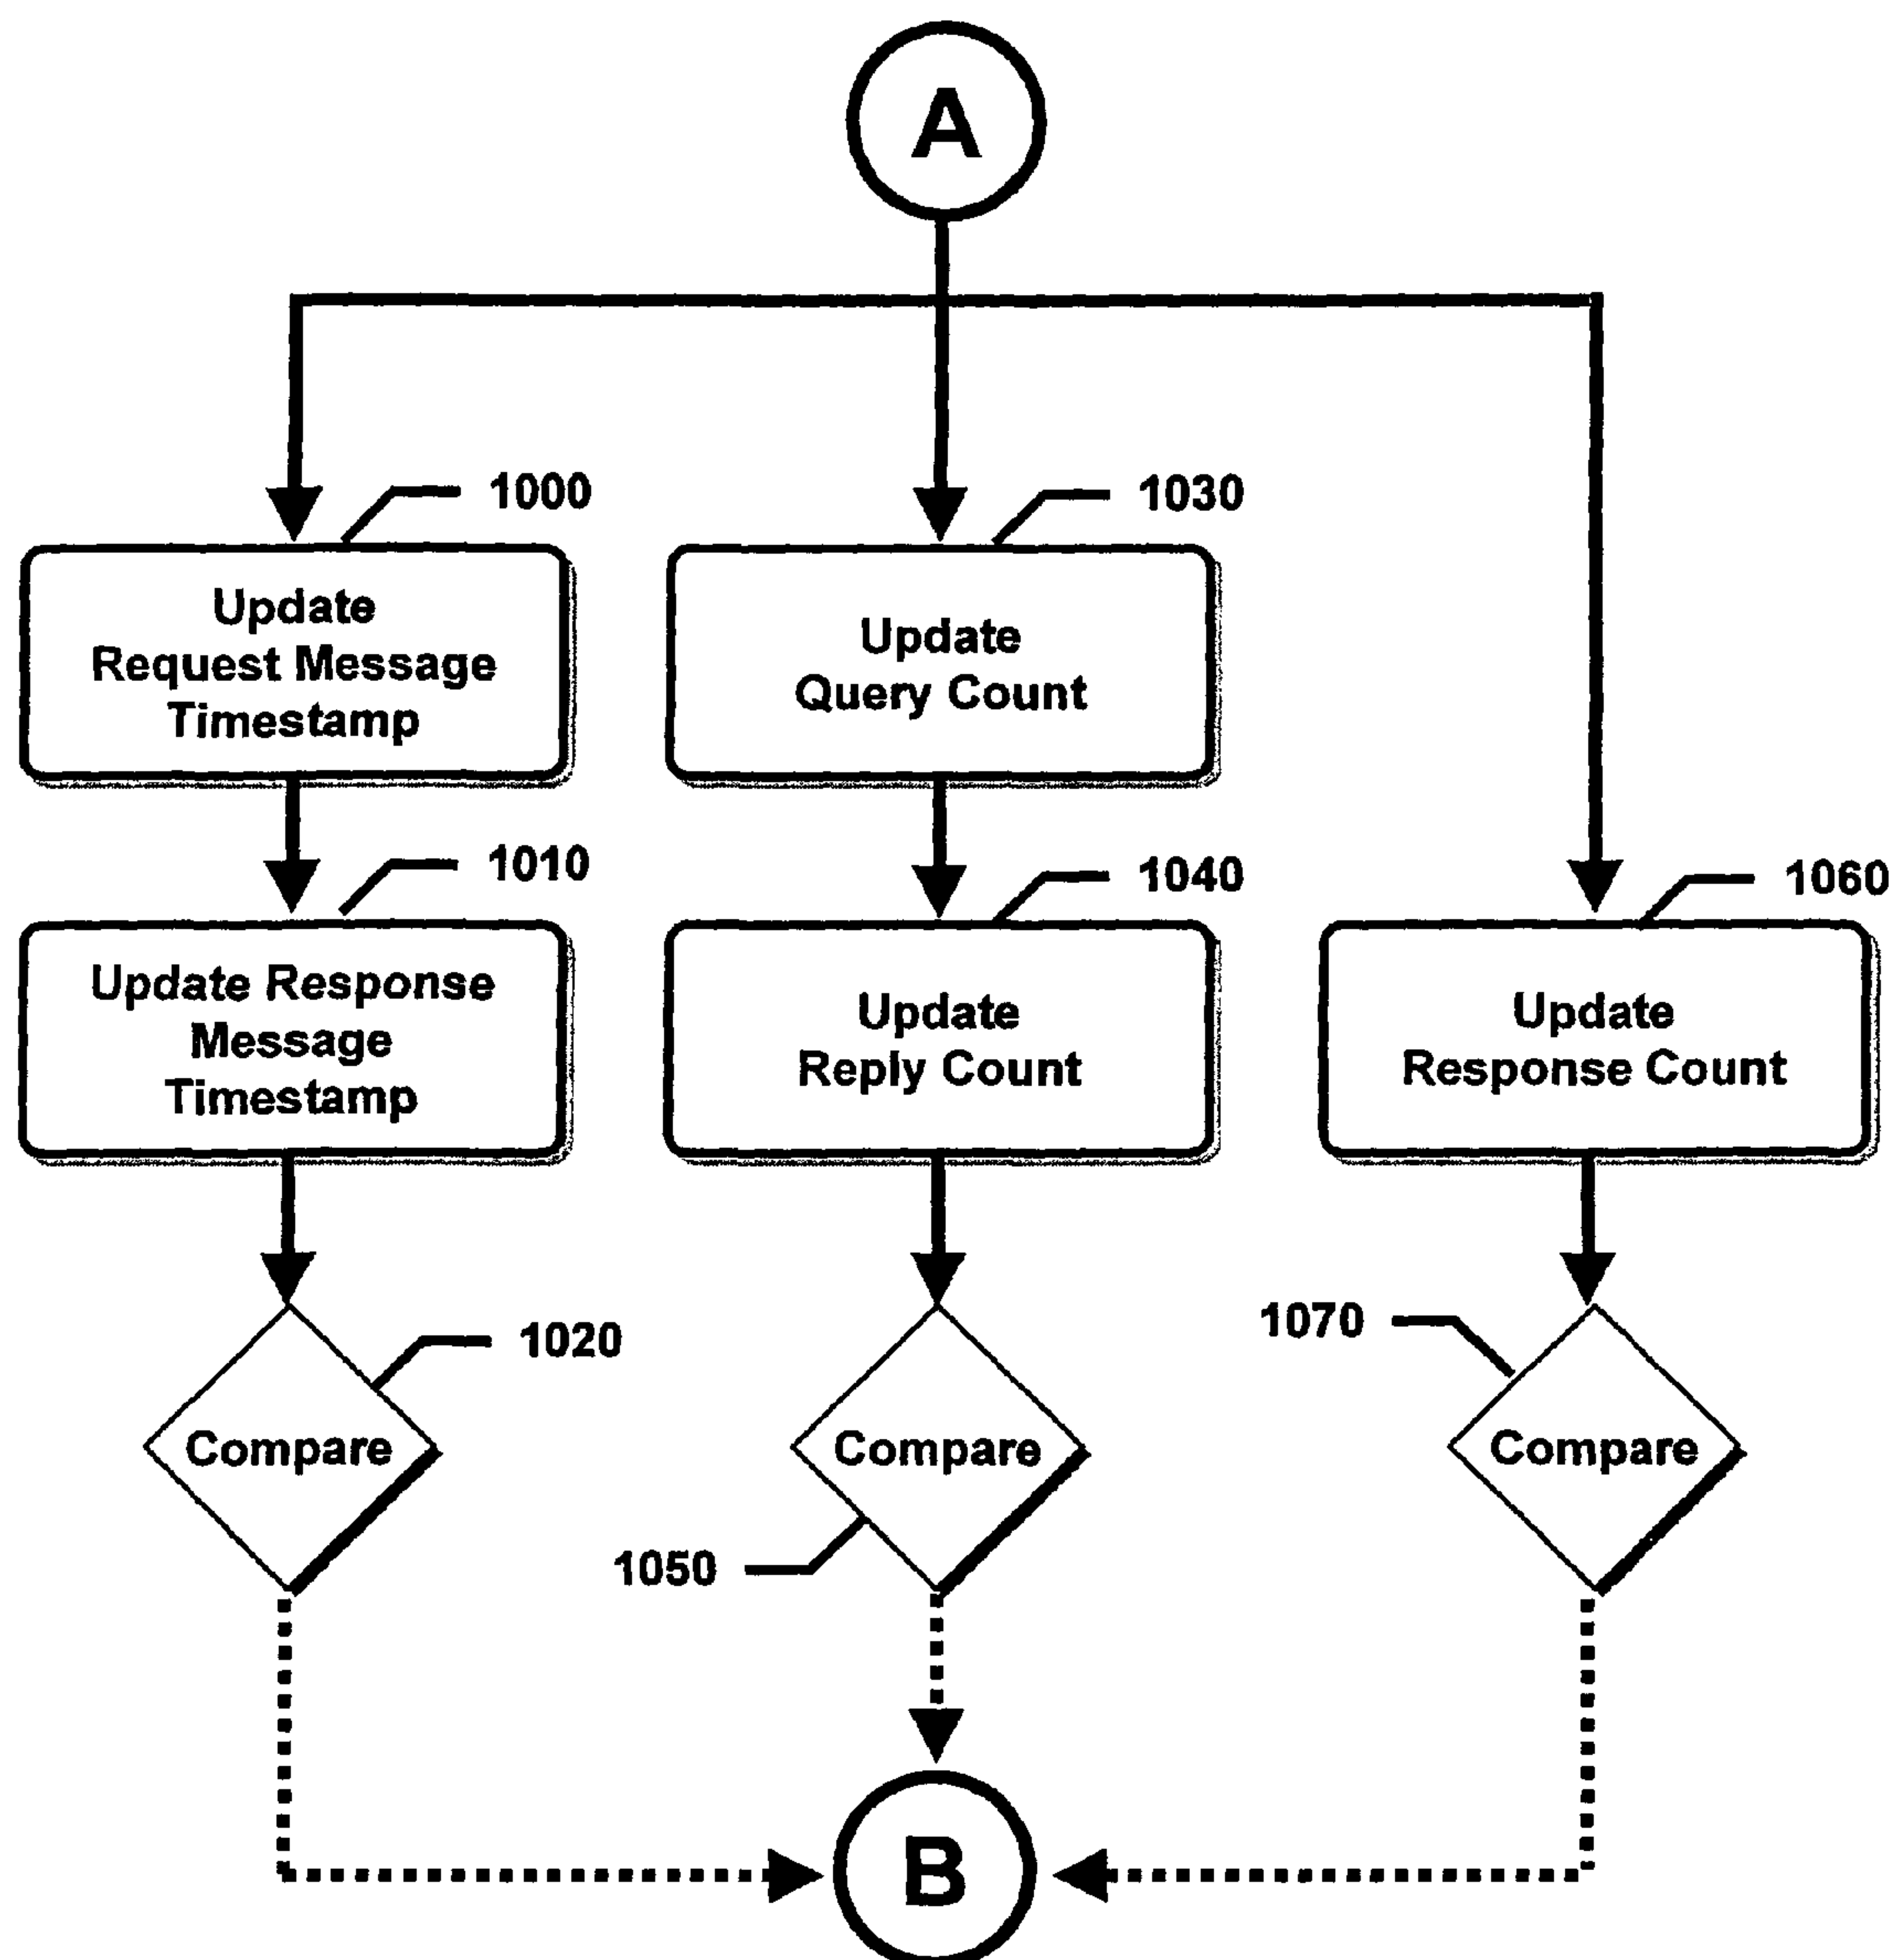 A
1000
1030
Update
Request Message
Timestamp
Update
Query Count
1010
1040
1060
Update Response
Message
Timestamp
Update
Reply Count
Update
Response Count
1020
1070
Compare
Compare
Compare
1050
B